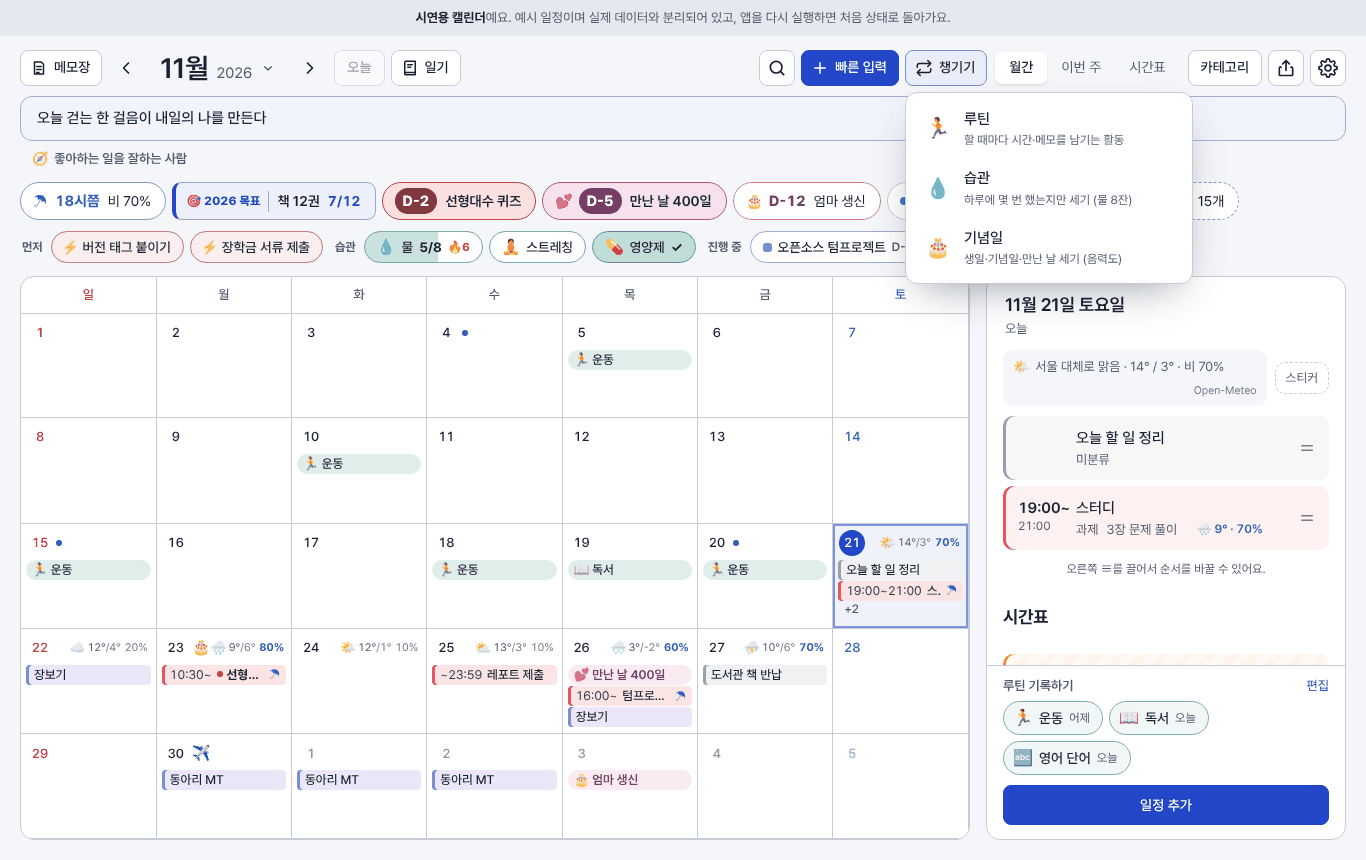 시연용 캘린더예요. 예시 일정이며 실제 데이터와 분리되어 있고, 앱을 다시 실행하면 처음 상태로 돌아가요.
메모장 11월 2026 오늘 일기 빠른 입력 챙기기 월간 이번 주 시간표 카테고리
오늘 걷는 한 걸음이 내일의 나를 만든다
좋아하는 일을 잘하는 사람
루틴
할 때마다 시간·메모를 남기는 활동
습관
하루에 몇 번 했는지만 세기 (물 8잔)
기념일
생일·기념일·만난 날 세기 (음력도)
18시쯤 비 70% 2026 목표 책 12권 7/12 D-2 선형대수 퀴즈 D-5 만난 날 400일 D-12 엄마 생신 15개
먼저 버전 태그 붙이기 장학금 서류 제출 습관 물 5/8 6 스트레칭 영양제 진행 중 오픈소스 텀프로젝트 D-
일 월 화 수 목 금 토
1 2 3 4 5 6 7
운동
8 9 10 11 12 13 14
운동
15 16 17 18 19 20 21 14°/3° 70%
운동 운동 독서 운동 오늘 할 일 정리
19:00~21:00 스.
+2
22 12°/4° 20% 23 9°/6° 80% 24 12°/1° 10% 25 13°/3° 10% 26 3°/-2° 60% 27 10°/6° 70% 28
장보기 10:30~ 선형... ~23:59 레포트 제출 만난 날 400일 도서관 책 반납
16:00~ 텀프로...
장보기
29 30 1 2 3 4 5
동아리 MT 동아리 MT 동아리 MT 엄마 생신
11월 21일 토요일
오늘
서울 대체로 맑음 · 14° / 3° · 비 70%
Open-Meteo
스티커
오늘 할 일 정리
미분류
19:00~ 스터디
21:00 과제 3장 문제 풀이 9° · 70%
오른쪽 ≡를 끌어서 순서를 바꿀 수 있어요.
시간표
루틴 기록하기 편집
운동 어제 독서 오늘
abc 영어 단어 오늘
일정 추가